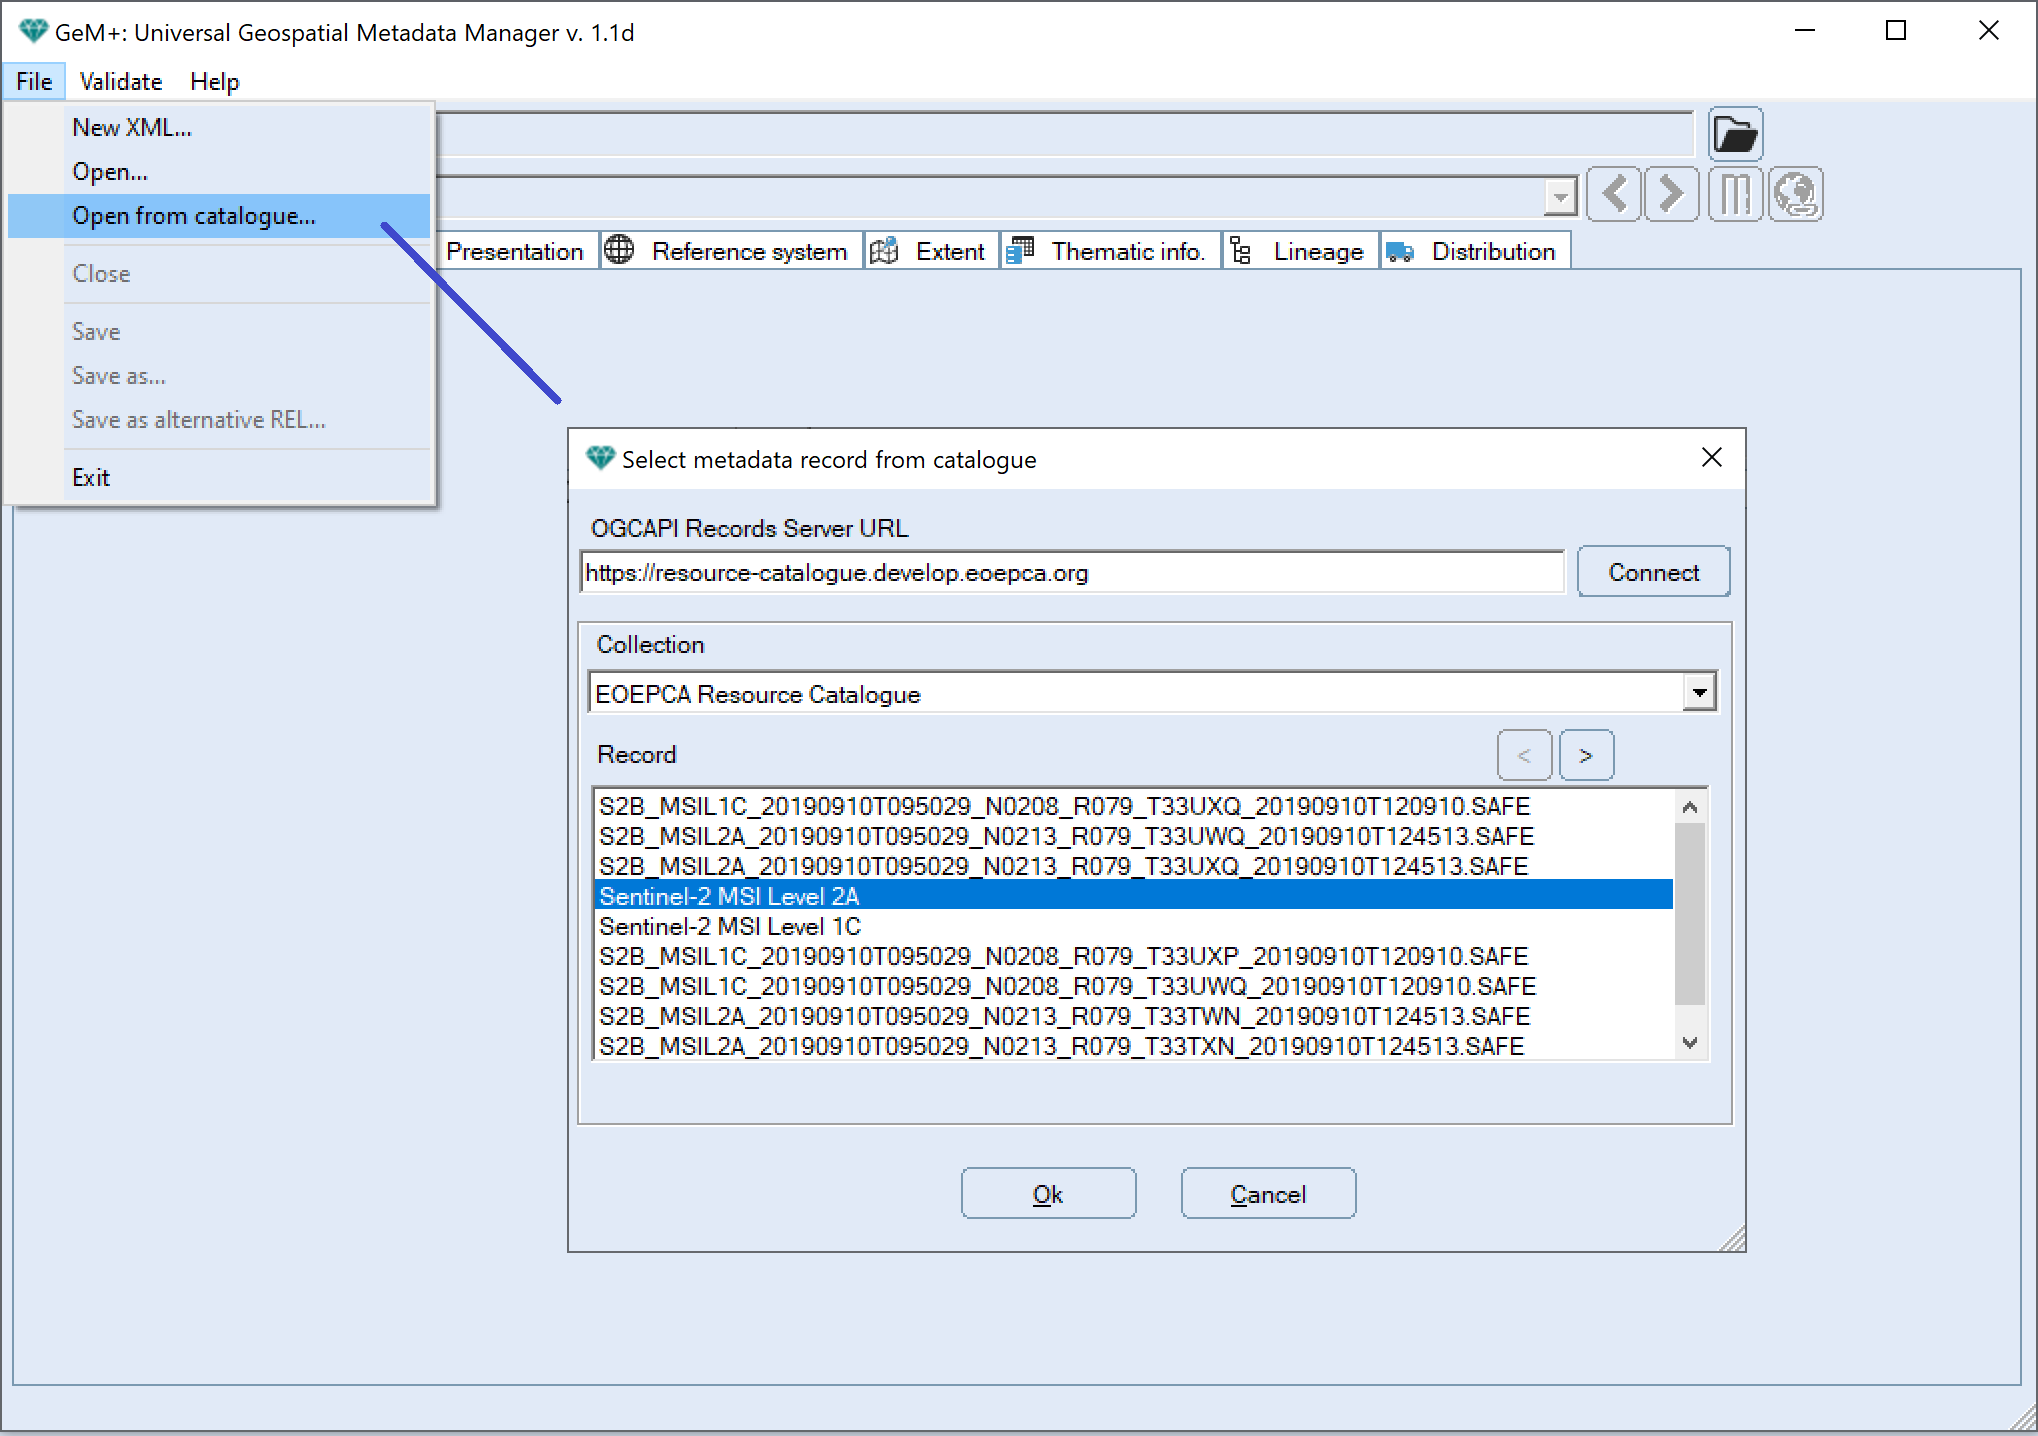 GeM+: Universal Geospatial Metadata Manager v. 1.1d
File Validate Help
New XML...
Open...
Open from catalogue...
Close
Save
Save as...
Save as alternative REL...
Exit
Presentation Reference system Extent Thematic info. Lineage Distribution
Select metadata record from catalogue
OGCAPI Records Server URL
https://resource-catalogue.develop.eoepca.org Connect
Collection
EOEPCA Resource Catalogue
Record < >
S2B_MSIL1C_20190910T095029_N0208_R079_T33UXQ_20190910T120910.SAFE
S2B_MSIL2A_20190910T095029_N0213_R079_T33UWQ_20190910T124513.SAFE
S2B_MSIL2A_20190910T095029_N0213_R079_T33UXQ_20190910T124513.SAFE
Sentinel-2 MSI Level 2A
Sentinel-2 MSI Level 1C
S2B_MSIL1C_20190910T095029_N0208_R079_T33UXP_20190910T120910.SAFE
S2B_MSIL1C_20190910T095029_N0208_R079_T33UWQ_20190910T120910.SAFE
S2B_MSIL2A_20190910T095029_N0213_R079_T33TWN_20190910T124513.SAFE
S2B_MSIL2A_20190910T095029_N0213_R079_T33TXN_20190910T124513.SAFE
Ok Cancel